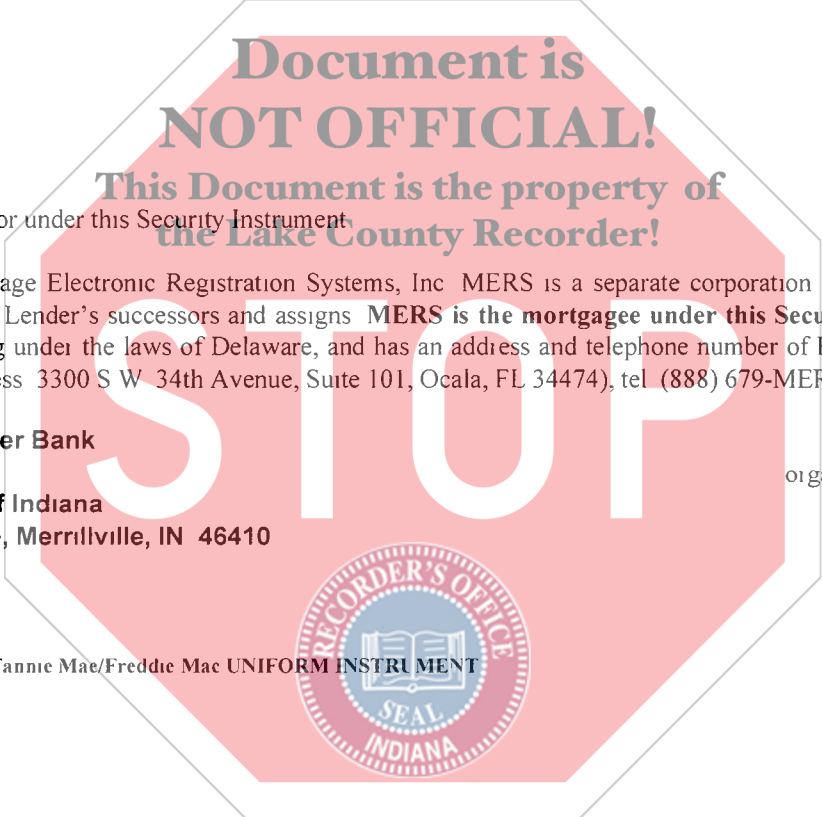 Document is
NOT OFFICIAL!
This Document is the property of
the Lake County Recorder!
or under this Security Instrument
age Electronic Registration Systems, Inc MERS is a separate corporation
Lender's successors and assigns MERS is the mortgagee under this Secu
g under the laws of Delaware, and has an address and telephone number of
ess 3300 S W 34th Avenue, Suite 101, Ocala, FL 34474), tel (888) 679-MER
er Bank
orga
f Indiana
, Merrillville, IN 46410
STOP
annie Mae/Freddie Mac UNIFORM INSTRUMENT
RECORDER'S OFFICE
SEAL
INDIANA